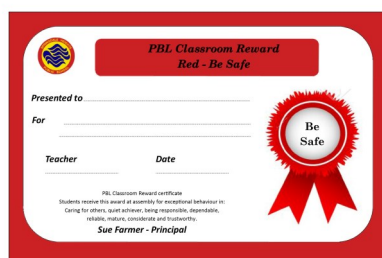 PBL Classroom Reward
Red - Be Safe
Presented to
For
Be
Safe
Teacher Date
PBL Classroom Reward certificate
Students receive this award at assembly for exceptional behaviour in:
Caring for others, quiet achiever, being responsible, dependable,
reliable, mature, considerate and trustworthy.
Sue Farmer - Principal